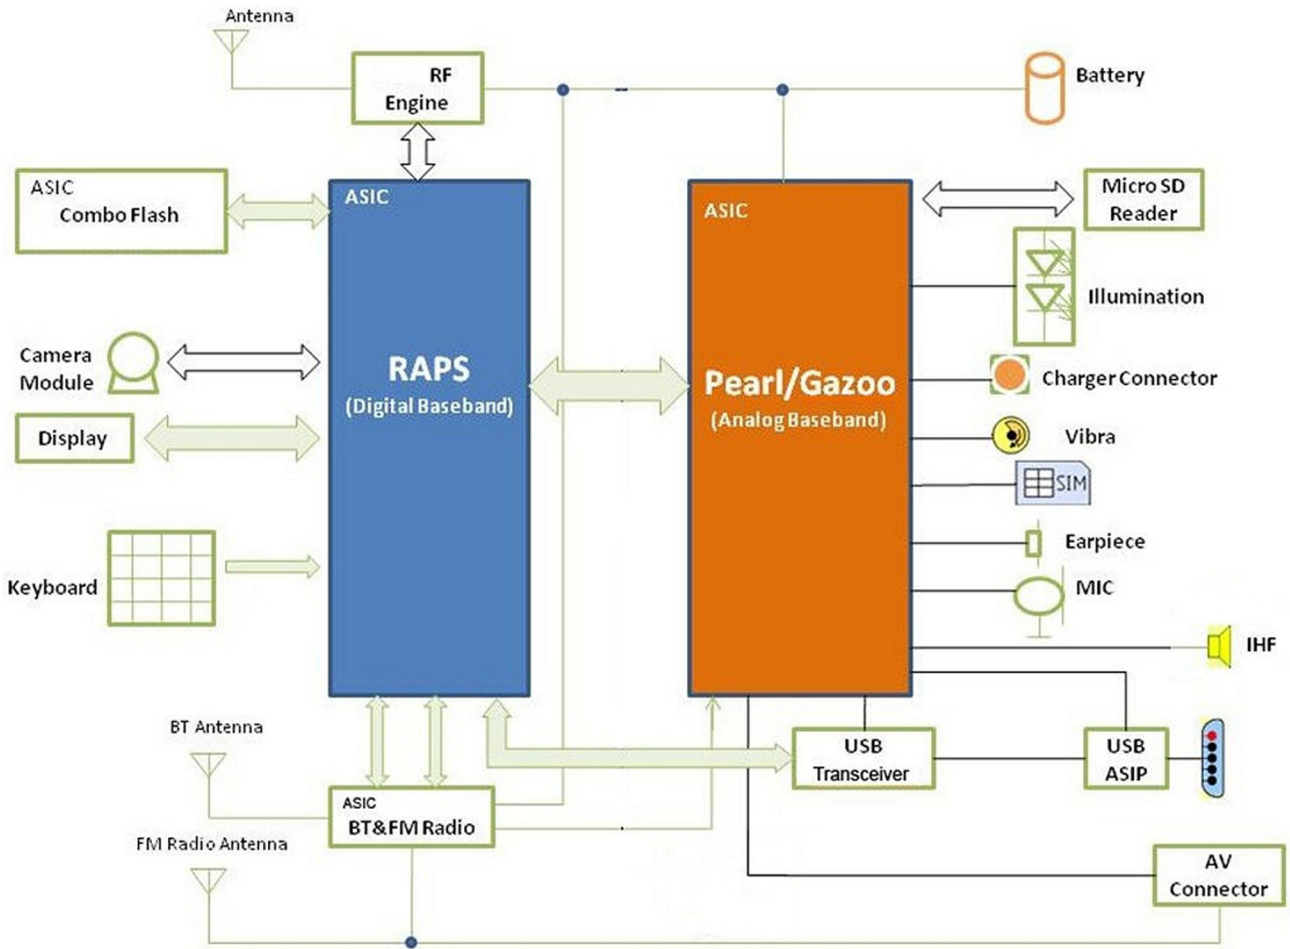 Antenna
RF
Engine
Battery
ASIC
Combo Flash
ASIC
RAPS
(Digital Baseband)
ASIC
Pearl/Gazoo
(Analog Baseband)
Micro SD
Reader
Illumination
Camera
Module
Charger Connector
Display
Vibra
SIM
Keyboard
Earpiece
MIC
IHF
BT Antenna
USB
Transceiver
USB
ASIP
ASIC
BT&FM Radio
FM Radio Antenna
AV
Connector